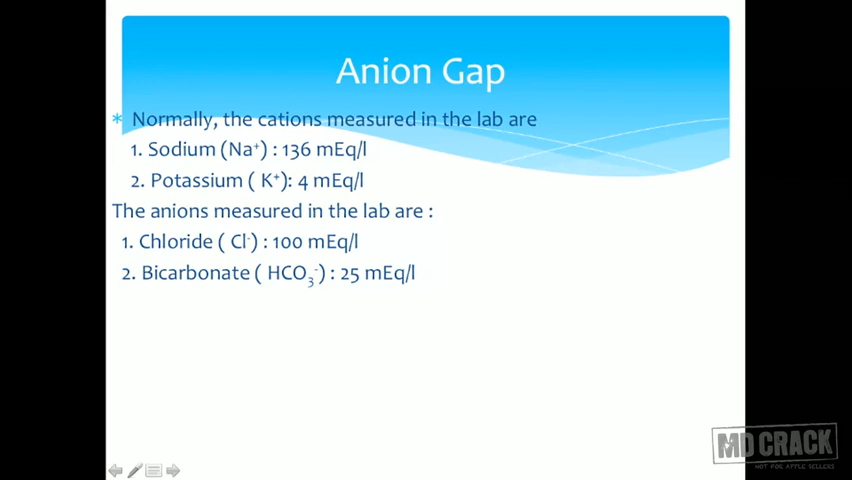 Anion Gap
* Normally, the cations measured in the lab are
1. Sodium (Na⁺) : 136 mEq/l
2. Potassium ( K⁺): 4 mEq/l
The anions measured in the lab are :
1. Chloride ( Cl⁻) : 100 mEq/l
2. Bicarbonate ( HCO₃⁻) : 25 mEq/l
MD CRACK
NOT FOR APPLE SELLERS